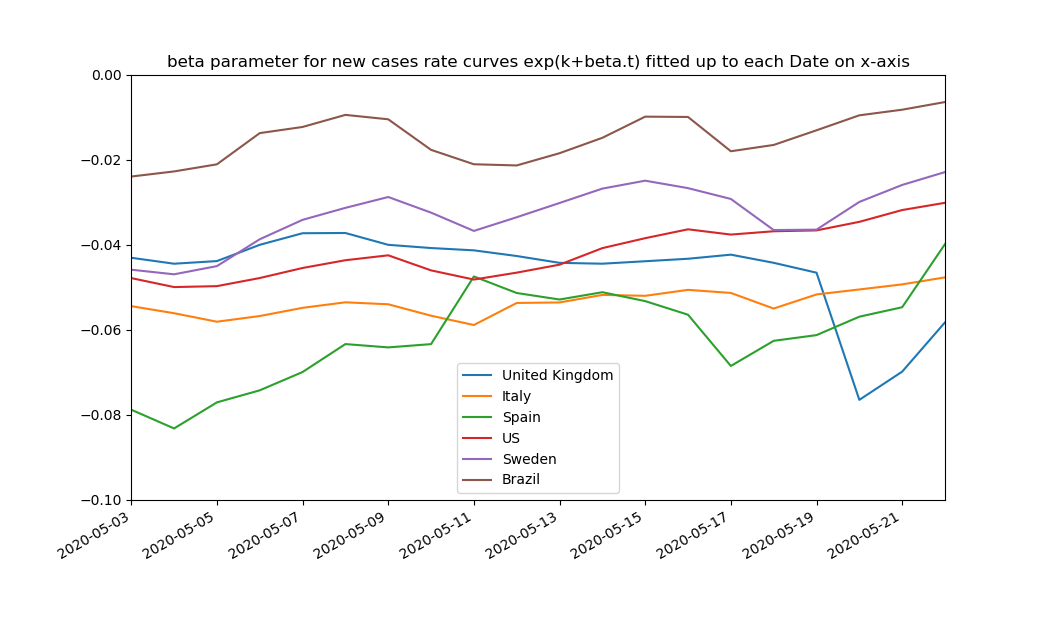 beta parameter for new cases rate curves exp(k+beta.t) fitted up to each Date on x-axis
0.00
−0.02
−0.04
−0.06
−0.08
−0.10
United Kingdom
Italy
Spain
US
Sweden
Brazil
2020-05-03
2020-05-05
2020-05-07
2020-05-09
2020-05-11
2020-05-13
2020-05-15
2020-05-17
2020-05-19
2020-05-21